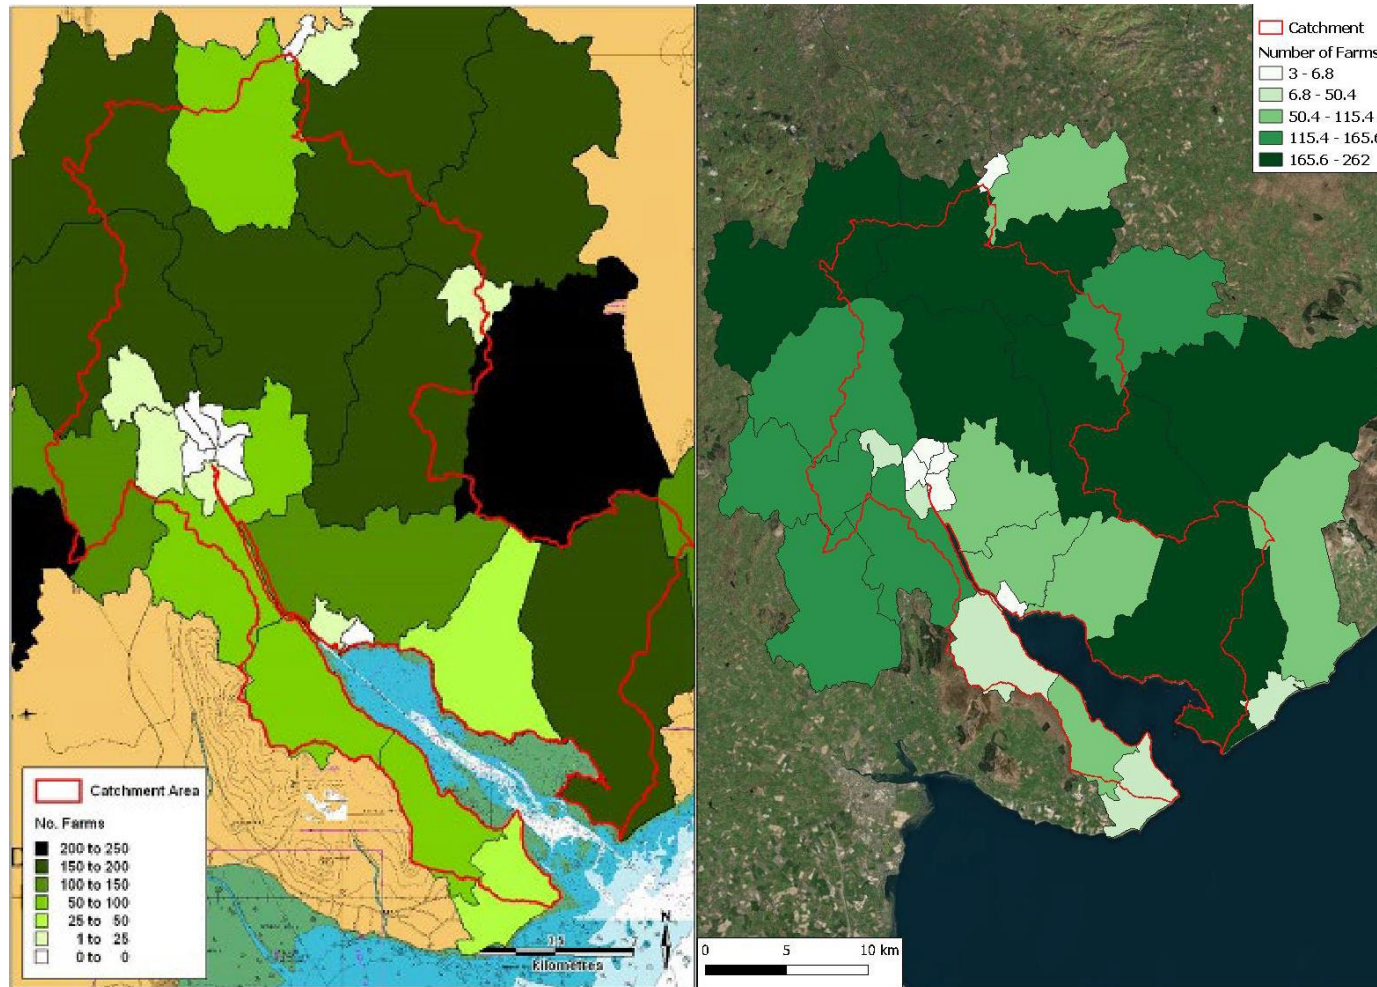 Catchment Area
No. Farms
200 to 250
150 to 200
100 to 150
50 to 100
25 to 50
1 to 25
0 to 0
N
kilometres
Catchment
Number of Farms
3 - 6.8
6.8 - 50.4
50.4 - 115.4
115.4 - 165.6
165.6 - 262
0 5 10 km